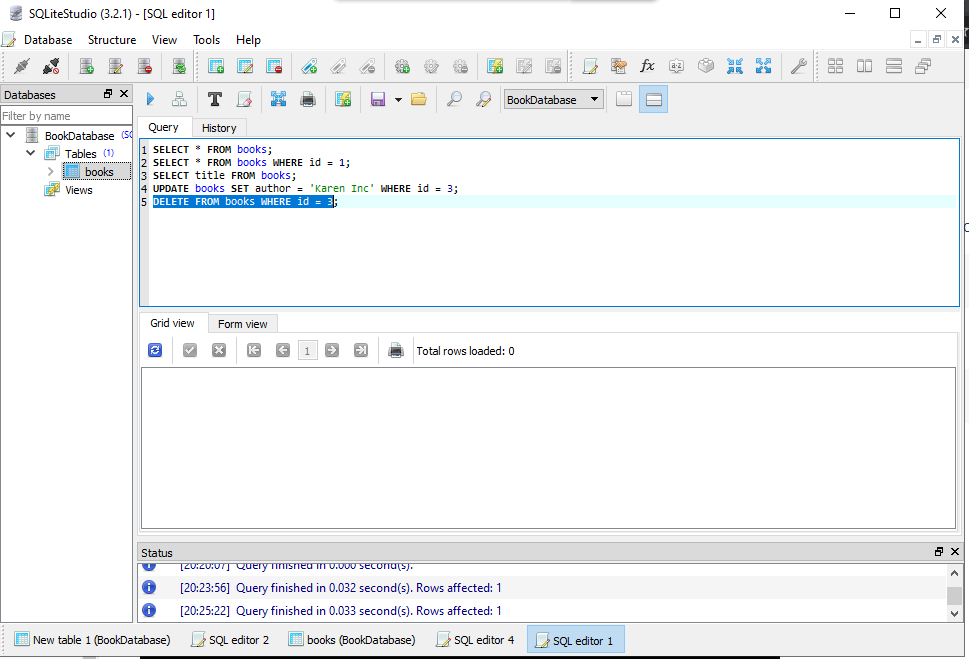 SQLiteStudio (3.2.1) - [SQL editor 1]
Database Structure View Tools Help
Databases
Filter by name
BookDatabase
Tables (1)
books
Views
BookDatabase
Query History
1 SELECT * FROM books;
2 SELECT * FROM books WHERE id = 1;
3 SELECT title FROM books;
4 UPDATE books SET author = 'Karen Inc' WHERE id = 3;
5 DELETE FROM books WHERE id = 3;
Grid view Form view
1 Total rows loaded: 0
Status
[20:20:07] Query finished in 0.000 second(s).
[20:23:56] Query finished in 0.032 second(s). Rows affected: 1
[20:25:22] Query finished in 0.033 second(s). Rows affected: 1
New table 1 (BookDatabase) SQL editor 2 books (BookDatabase) SQL editor 4 SQL editor 1